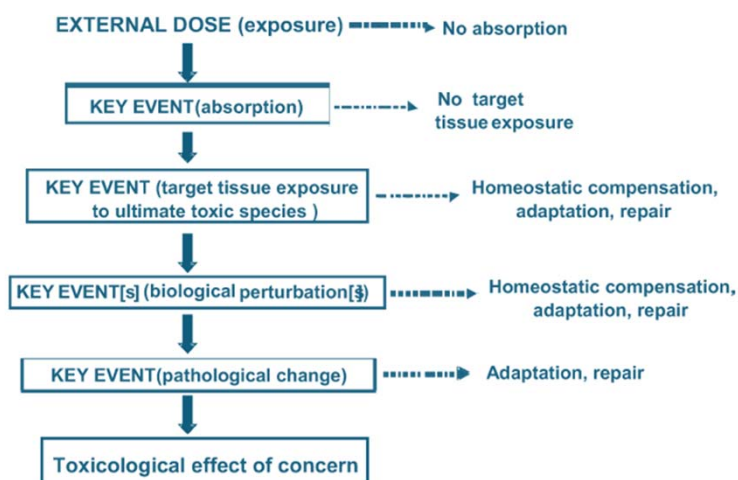 EXTERNAL DOSE (exposure)
No absorption
KEY EVENT(absorption)
No target
tissue exposure
KEY EVENT (target tissue exposure
to ultimate toxic species )
Homeostatic compensation,
adaptation, repair
KEY EVENT[s] (biological perturbation[s])
Homeostatic compensation,
adaptation, repair
KEY EVENT(pathological change)
Adaptation, repair
Toxicological effect of concern